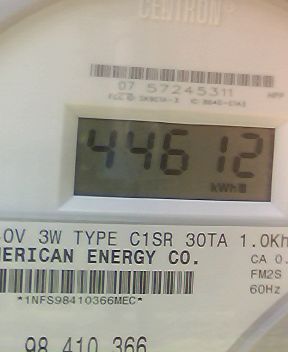 CENTRON
07 57245311
44612
kWh
0V 3W TYPE C1SR 30TA 1.0Kh
MERICAN ENERGY CO.
CA 0.
FM2S
*1NFS98410366MEC*
60Hz
98 410 366